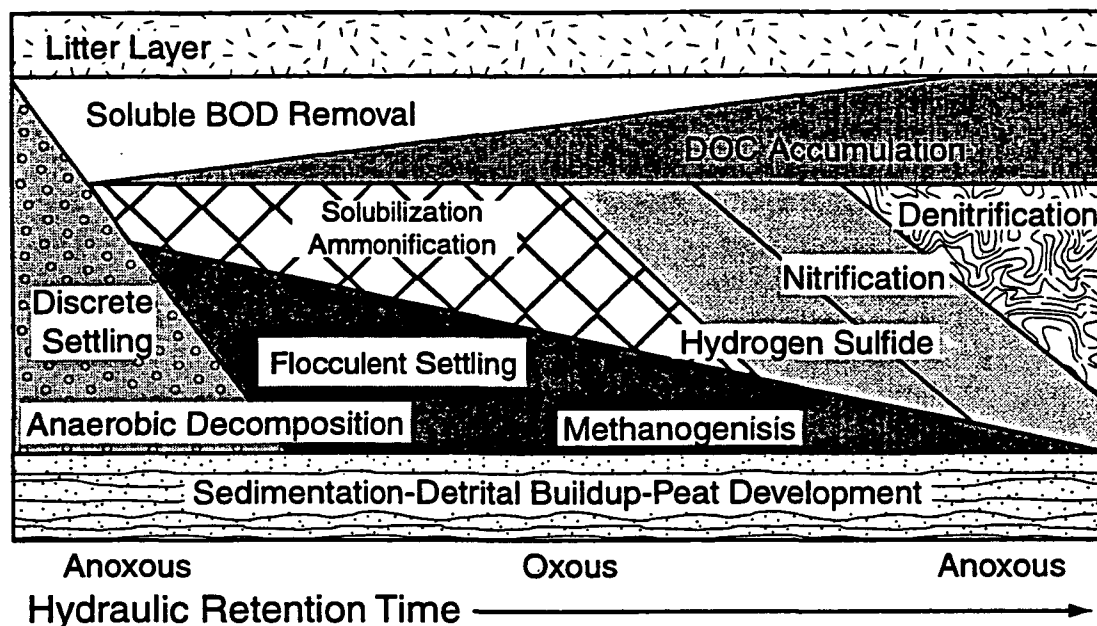 Litter Layer
Soluble BOD Removal
DOC Accumulation
Solubilization
Ammonification
Denitrification
Nitrification
Discrete
Settling
Hydrogen Sulfide
Flocculent Settling
Anaerobic Decomposition
Methanogenisis
Sedimentation-Detrital Buildup-Peat Development
Anoxous Oxous Anoxous
Hydraulic Retention Time